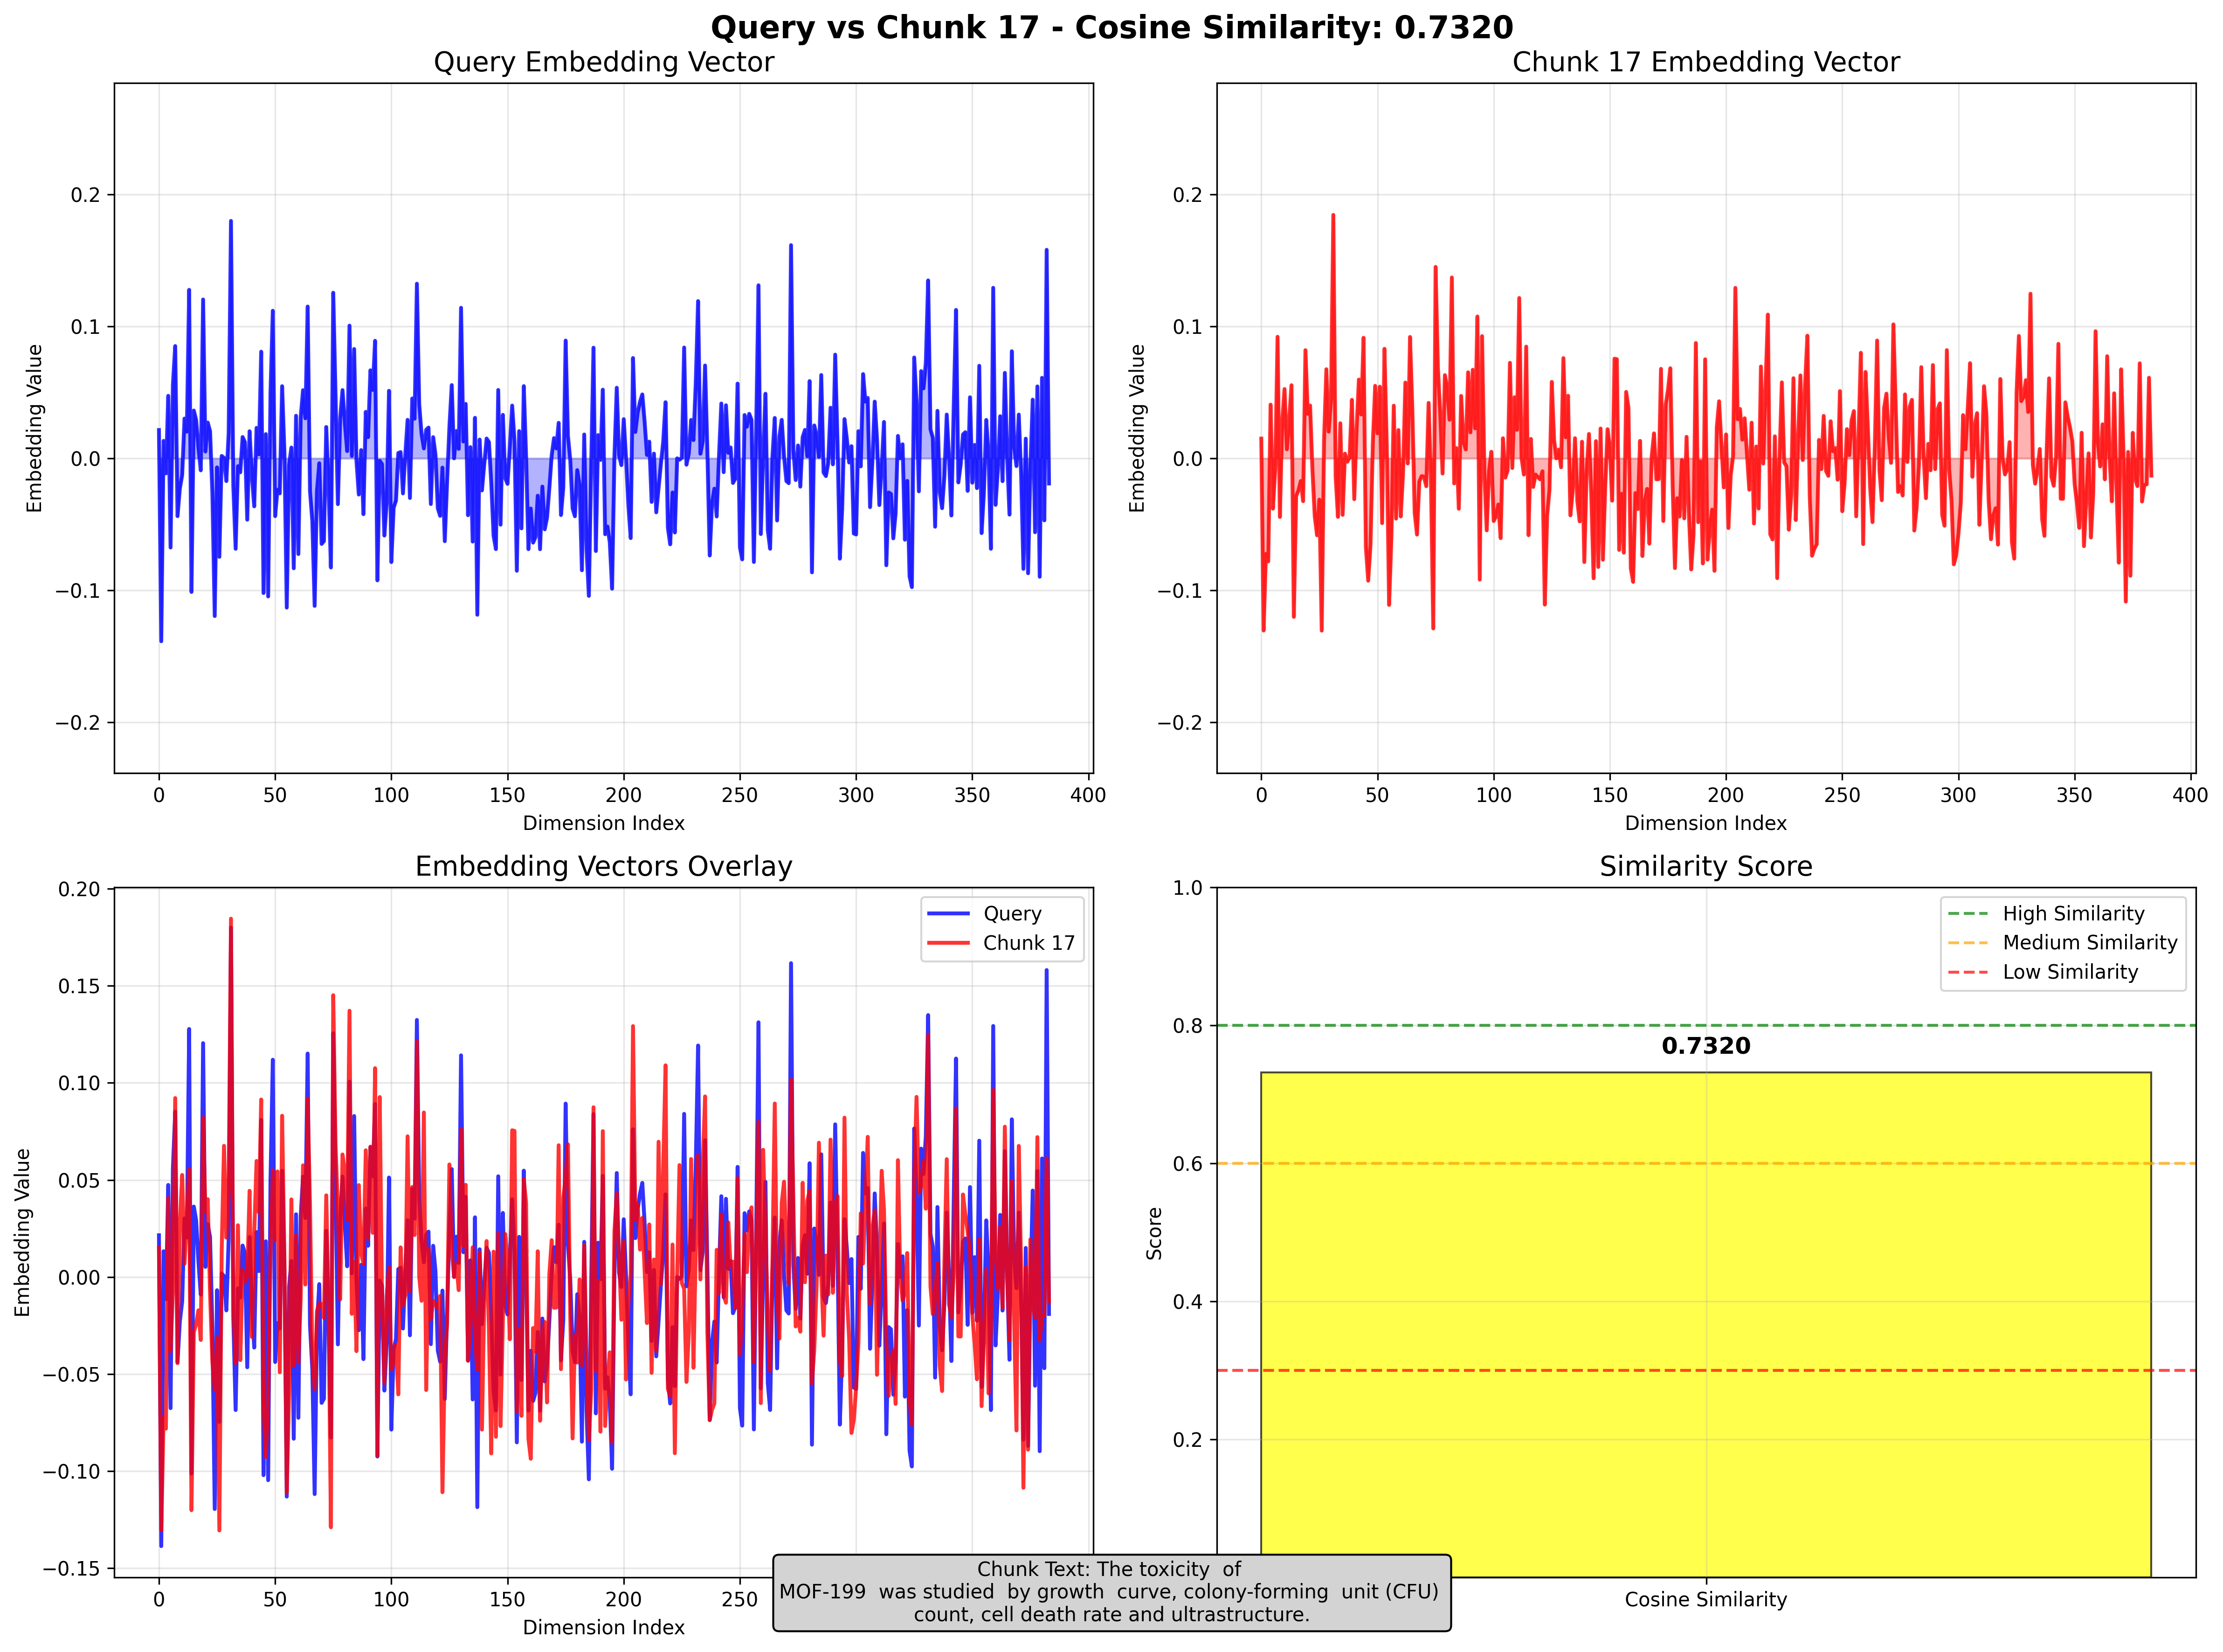 Query vs Chunk 17 - Cosine Similarity: 0.7320
Query Embedding Vector
Embedding Value
0.2
0.1
0.0
−0.1
−0.2
0 50 100 150 200 250 300 350 400
Dimension Index
Chunk 17 Embedding Vector
Embedding Value
0.2
0.1
0.0
−0.1
−0.2
0 50 100 150 200 250 300 350 400
Dimension Index
Embedding Vectors Overlay
Embedding Value
0.20
0.15
0.10
0.05
0.00
−0.05
−0.10
−0.15
Query
Chunk 17
0 50 100 150 200 250
Dimension Index
Similarity Score
Score
1.0
0.8
0.6
0.4
0.2
High Similarity
Medium Similarity
Low Similarity
0.7320
Cosine Similarity
Chunk Text: The toxicity  of
MOF-199  was studied  by growth  curve, colony-forming  unit (CFU)
count, cell death rate and ultrastructure.